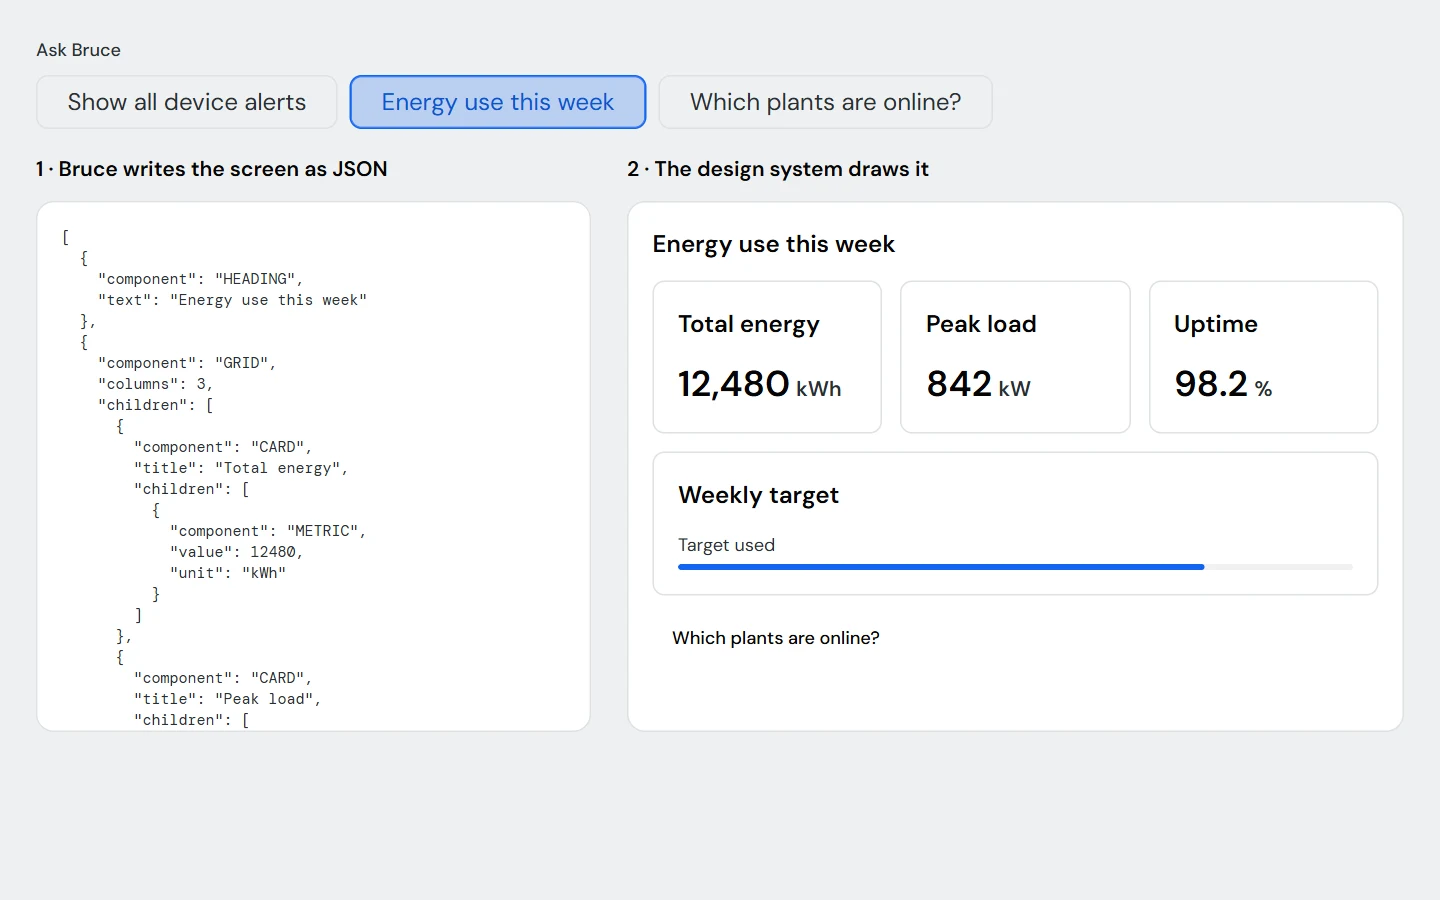 Ask Bruce
Show all device alerts
Energy use this week
Which plants are online?
1 · Bruce writes the screen as JSON
[
  {
    "component": "HEADING",
    "text": "Energy use this week"
  },
  {
    "component": "GRID",
    "columns": 3,
    "children": [
      {
        "component": "CARD",
        "title": "Total energy",
        "children": [
          {
            "component": "METRIC",
            "value": 12480,
            "unit": "kWh"
          }
        ]
      },
      {
        "component": "CARD",
        "title": "Peak load",
        "children": [
2 · The design system draws it
Energy use this week
Total energy
12,480 kWh
Peak load
842 kW
Uptime
98.2 %
Weekly target
Target used
Which plants are online?